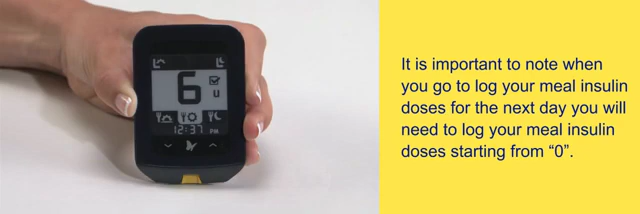 6
u
12:37 PM
It is important to note when
you go to log your meal insulin
doses for the next day you will
need to log your meal insulin
doses starting from “0”.